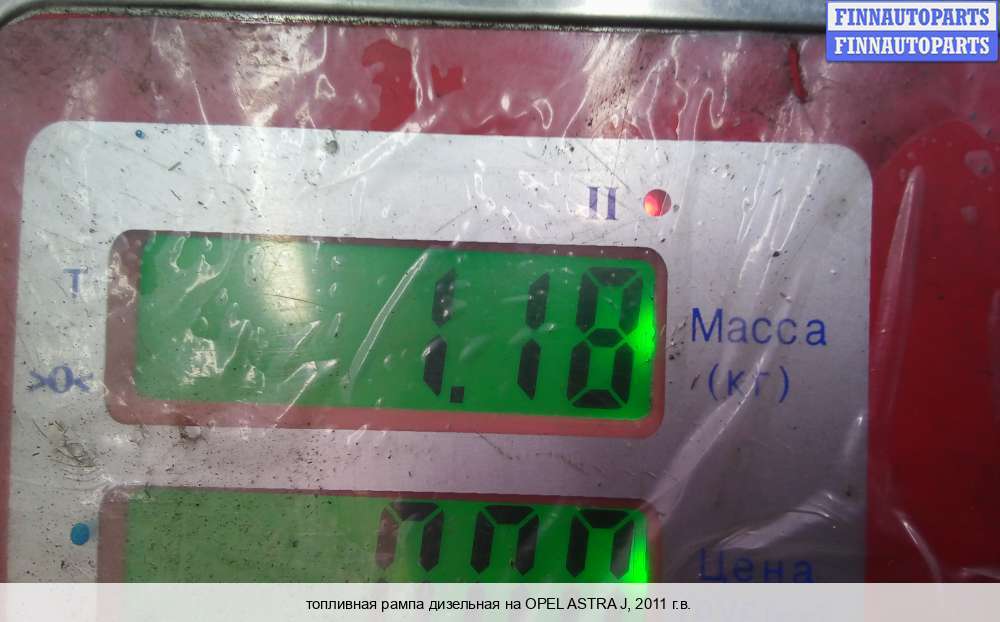 FINNAUTOPARTS
FINNAUTOPARTS
II
T
1.18
Масса
(кг)
>0<
Цена
топливная рампа дизельная на OPEL ASTRA J, 2011 г.в.